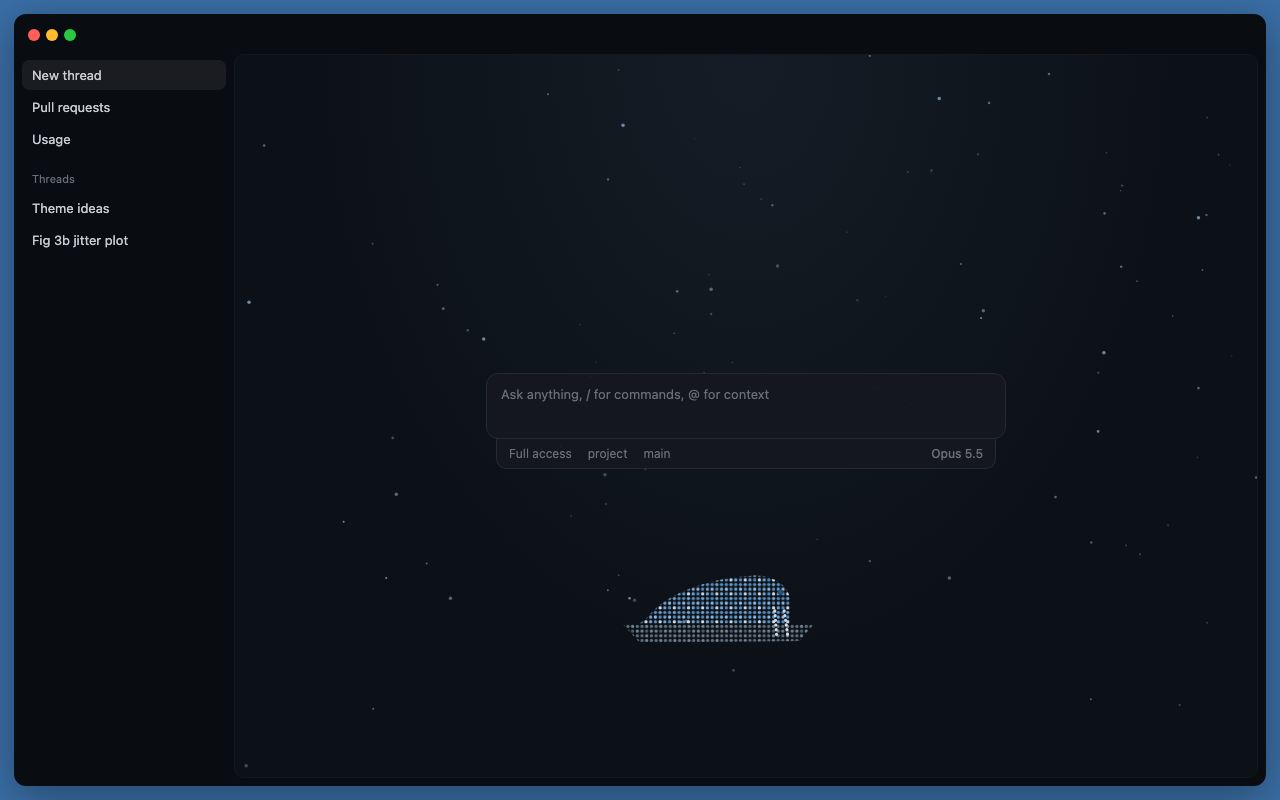 New thread
Pull requests
Usage
Threads
Theme ideas
Fig 3b jitter plot
Ask anything, / for commands, @ for context
Full access project main Opus 5.5